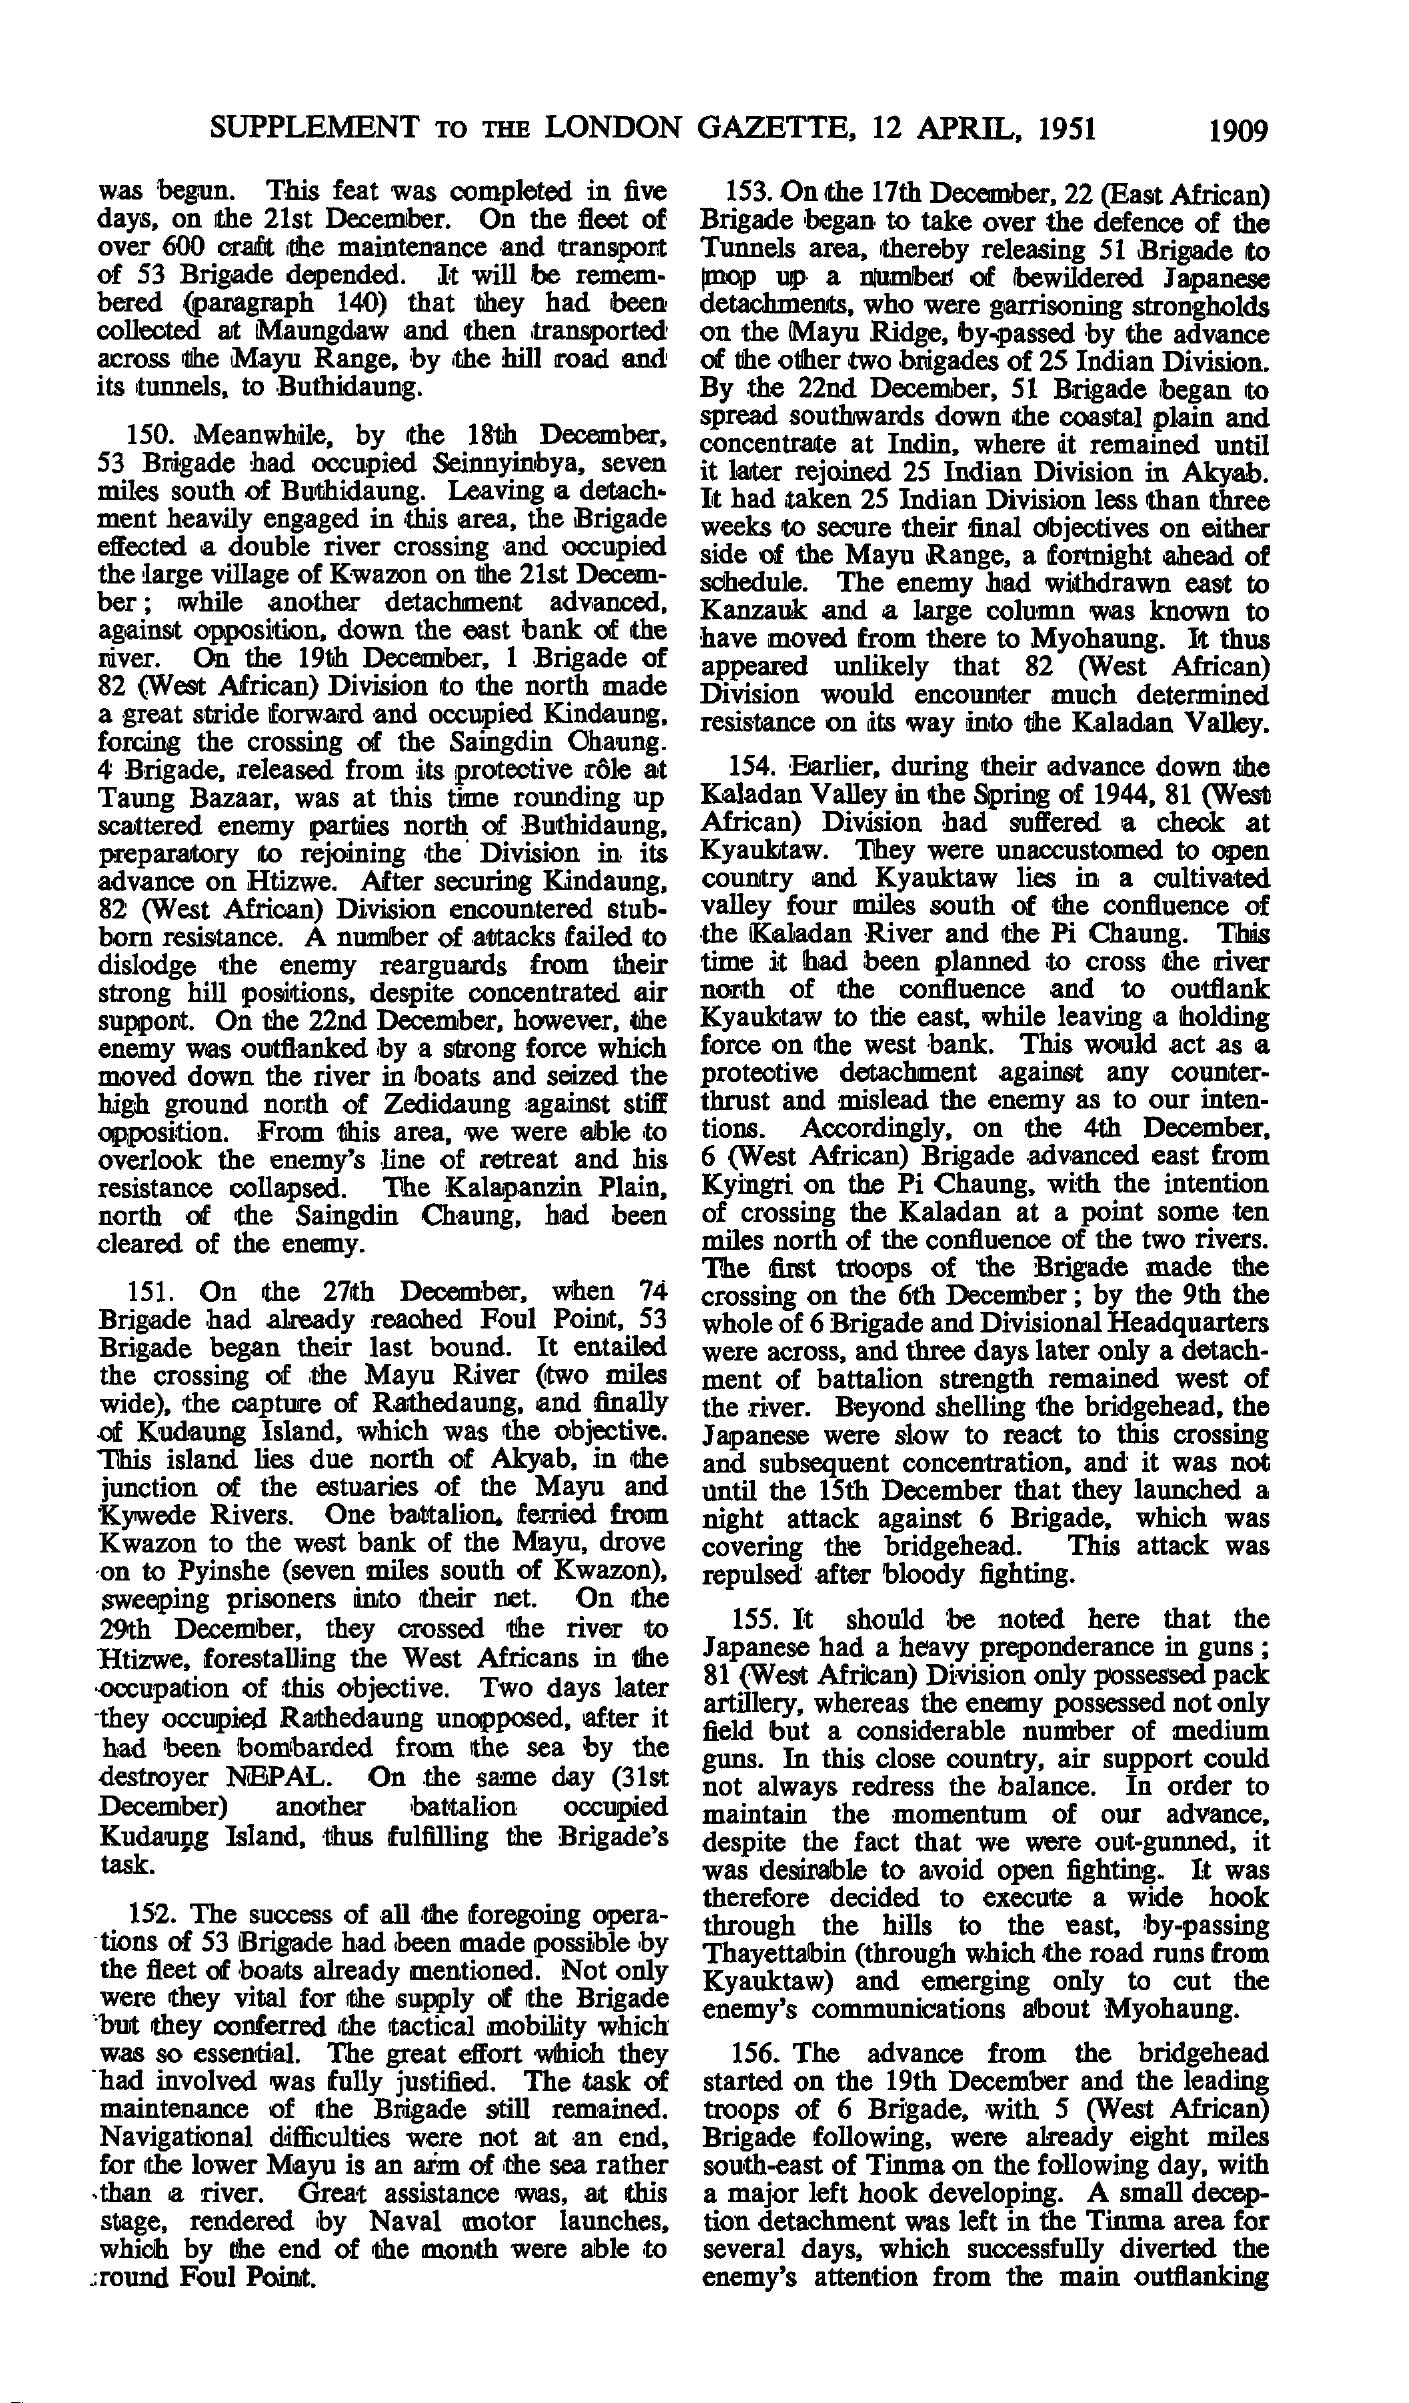 SUPPLEMENT TO THE LONDON GAZETTE, 12 APRIL, 1951 1909
was begun. This feat was completed in five
days, on the 21st December. On the fleet of
over 600 craft the maintenance and transport
of 53 Brigade depended. It will be remem-
bered (paragraph 140) that they had been
collected at Maungdaw and then transported
across the Mayu Range, by the hill road and
its tunnels, to Buthidaung.
150. Meanwhile, by the 18th December,
53 Brigade had occupied Seinnyinbya, seven
miles south of Buthidaung. Leaving a detach-
ment heavily engaged in this area, the Brigade
effected a double river crossing and occupied
the large village of Kwazon on the 21st Decem-
ber; while another detachment advanced,
against opposition, down the east bank of the
river. On the 19th December, 1 Brigade of
82 (West African) Division to the north made
a great stride forward and occupied Kindaung,
forcing the crossing of the Saingdin Chaung.
4 Brigade, released from its protective rôle at
Taung Bazaar, was at this time rounding up
scattered enemy parties north of Buthidaung,
preparatory to rejoining the Division in its
advance on Htizwe. After securing Kindaung,
82 (West African) Division encountered stub-
born resistance. A number of attacks failed to
dislodge the enemy rearguards from their
strong hill positions, despite concentrated air
support. On the 22nd December, however, the
enemy was outflanked by a strong force which
moved down the river in boats and seized the
high ground north of Zedidaung against stiff
opposition. From this area, we were able to
overlook the enemy's line of retreat and his
resistance collapsed. The Kalapanzin Plain,
north of the Saingdin Chaung, had been
cleared of the enemy.
151. On the 27th December, when 74
Brigade had already reached Foul Point, 53
Brigade began their last bound. It entailed
the crossing of the Mayu River (two miles
wide), the capture of Rathedaung, and finally
of Kudaung Island, which was the objective.
This island lies due north of Akyab, in the
junction of the estuaries of the Mayu and
Kywede Rivers. One battalion, ferried from
Kwazon to the west bank of the Mayu, drove
on to Pyinshe (seven miles south of Kwazon),
sweeping prisoners into their net. On the
29th December, they crossed the river to
Htizwe, forestalling the West Africans in the
occupation of this objective. Two days later
they occupied Rathedaung unopposed, after it
had been bombarded from the sea by the
destroyer NEPAL. On the same day (31st
December) another battalion occupied
Kudaung Island, thus fulfilling the Brigade's
task.
152. The success of all the foregoing opera-
tions of 53 Brigade had been made possible by
the fleet of boats already mentioned. Not only
were they vital for the supply of the Brigade
but they conferred the tactical mobility which
was so essential. The great effort which they
had involved was fully justified. The task of
maintenance of the Brigade still remained.
Navigational difficulties were not at an end,
for the lower Mayu is an arm of the sea rather
than a river. Great assistance was, at this
stage, rendered by Naval motor launches,
which by the end of the month were able to
round Foul Point.
153. On the 17th December, 22 (East African)
Brigade began to take over the defence of the
Tunnels area, thereby releasing 51 Brigade to
mop up a number of bewildered Japanese
detachments, who were garrisoning strongholds
on the Mayu Ridge, by-passed by the advance
of the other two brigades of 25 Indian Division.
By the 22nd December, 51 Brigade began to
spread southwards down the coastal plain and
concentrate at Indin, where it remained until
it later rejoined 25 Indian Division in Akyab.
It had taken 25 Indian Division less than three
weeks to secure their final objectives on either
side of the Mayu Range, a fortnight ahead of
schedule. The enemy had withdrawn east to
Kanzauk and a large column was known to
have moved from there to Myohaung. It thus
appeared unlikely that 82 (West African)
Division would encounter much determined
resistance on its way into the Kaladan Valley.
154. Earlier, during their advance down the
Kaladan Valley in the Spring of 1944, 81 (West
African) Division had suffered a check at
Kyauktaw. They were unaccustomed to open
country and Kyauktaw lies in a cultivated
valley four miles south of the confluence of
the Kaladan River and the Pi Chaung. This
time it had been planned to cross the river
north of the confluence and to outflank
Kyauktaw to the east, while leaving a holding
force on the west bank. This would act as a
protective detachment against any counter-
thrust and mislead the enemy as to our inten-
tions. Accordingly, on the 4th December,
6 (West African) Brigade advanced east from
Kyingri on the Pi Chaung, with the intention
of crossing the Kaladan at a point some ten
miles north of the confluence of the two rivers.
The first troops of the Brigade made the
crossing on the 6th December; by the 9th the
whole of 6 Brigade and Divisional Headquarters
were across, and three days later only a detach-
ment of battalion strength remained west of
the river. Beyond shelling the bridgehead, the
Japanese were slow to react to this crossing
and subsequent concentration, and it was not
until the 15th December that they launched a
night attack against 6 Brigade, which was
covering the bridgehead. This attack was
repulsed after bloody fighting.
155. It should be noted here that the
Japanese had a heavy preponderance in guns;
81 (West African) Division only possessed pack
artillery, whereas the enemy possessed not only
field but a considerable number of medium
guns. In this close country, air support could
not always redress the balance. In order to
maintain the momentum of our advance,
despite the fact that we were out-gunned, it
was desirable to avoid open fighting. It was
therefore decided to execute a wide hook
through the hills to the east, by-passing
Thayettabin (through which the road runs from
Kyauktaw) and emerging only to cut the
enemy's communications about Myohaung.
156. The advance from the bridgehead
started on the 19th December and the leading
troops of 6 Brigade, with 5 (West African)
Brigade following, were already eight miles
south-east of Tinma on the following day, with
a major left hook developing. A small decep-
tion detachment was left in the Tinma area for
several days, which successfully diverted the
enemy's attention from the main outflanking